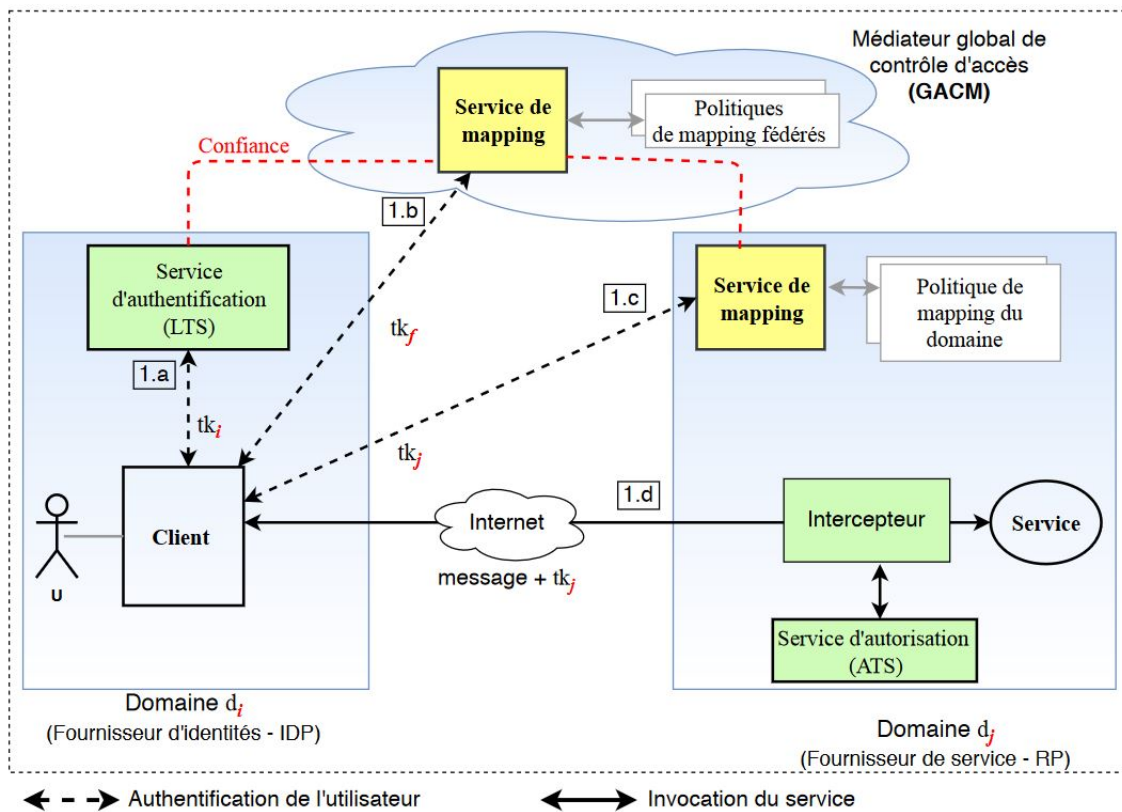 Médiateur global de
contrôle d'accès
(GACM)
Service de
mapping
Politiques
de mapping fédérés
Confiance
1.b
Service
d'authentification
(LTS)
Service de
mapping
Politique de
mapping du
domaine
1.c
1.a
tkf
tki
tkj
1.d
Client
Internet
Intercepteur
Service
message + tkj
U
Service d'autorisation
(ATS)
Domaine di
(Fournisseur d'identités - IDP)
Domaine dj
(Fournisseur de service - RP)
Authentification de l'utilisateur
Invocation du service